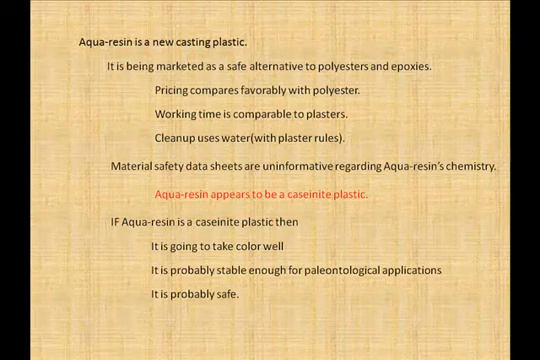 Aqua-resin is a new casting plastic.
It is being marketed as a safe alternative to polyesters and epoxies.
Pricing compares favorably with polyester.
Working time is comparable to plasters.
Cleanup uses water(with plaster rules).
Material safety data sheets are uninformative regarding Aqua-resin's chemistry.
Aqua-resin appears to be a caseinite plastic.
IF Aqua-resin is a caseinite plastic then
It is going to take color well
It is probably stable enough for paleontological applications
It is probably safe.